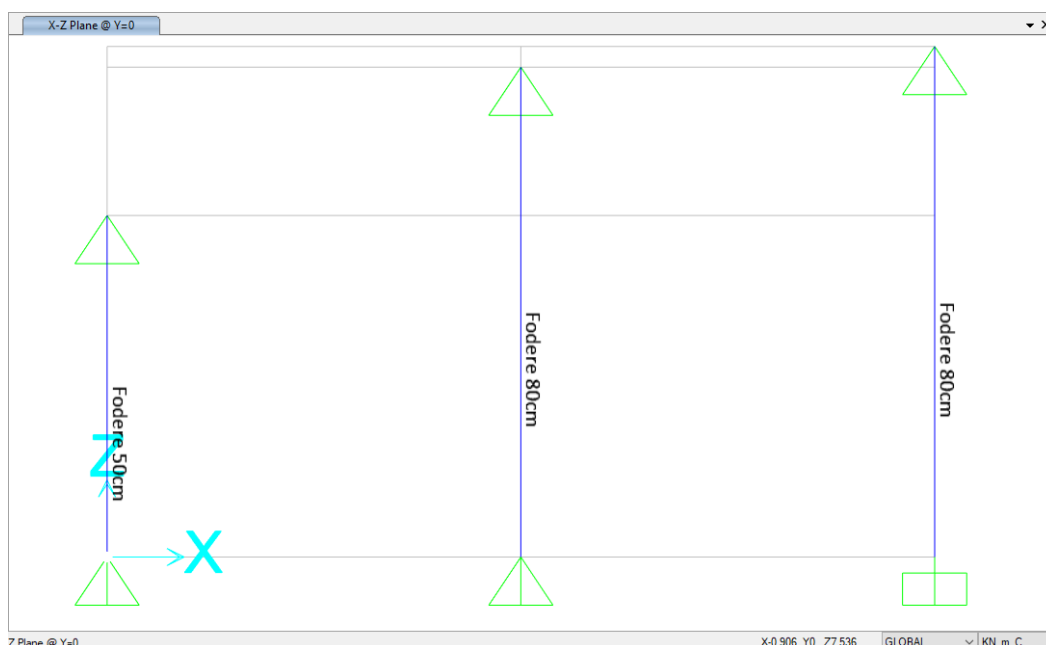 X-Z Plane @ Y=0
Fodere 50cm
Fodere 80cm
Fodere 80cm
Z
X
Z Plane @ Y=0
X-0.906 Y0 Z7.536
GLOBAL
KN, m, C